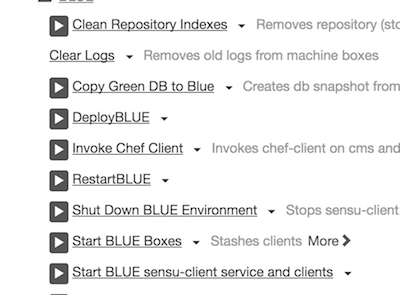 Clean Repository Indexes Removes repository (sto
Clear Logs Removes old logs from machine boxes
Copy Green DB to Blue Creates db snapshot from
DeployBLUE
Invoke Chef Client Invokes chef-client on cms and
RestartBLUE
Shut Down BLUE Environment Stops sensu-client
Start BLUE Boxes Stashes clients More
Start BLUE sensu-client service and clients